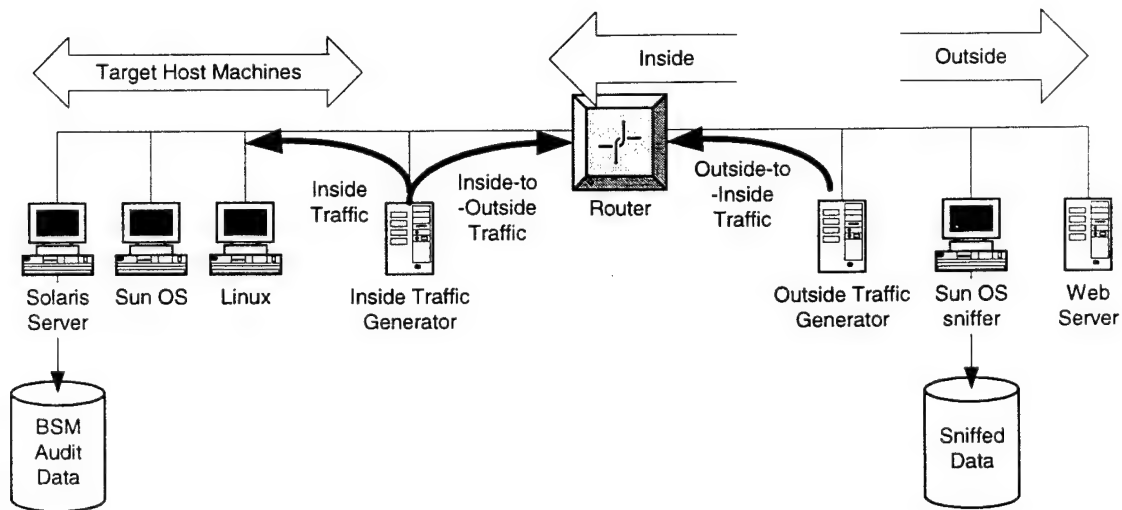 Target Host Machines
Inside
Outside
Inside
Traffic
Inside-to
-Outside
Traffic
Router
Outside-to
-Inside
Traffic
Solaris
Server
Sun OS
Linux
Inside Traffic
Generator
Outside Traffic
Generator
Sun OS
sniffer
Web
Server
BSM
Audit
Data
Sniffed
Data